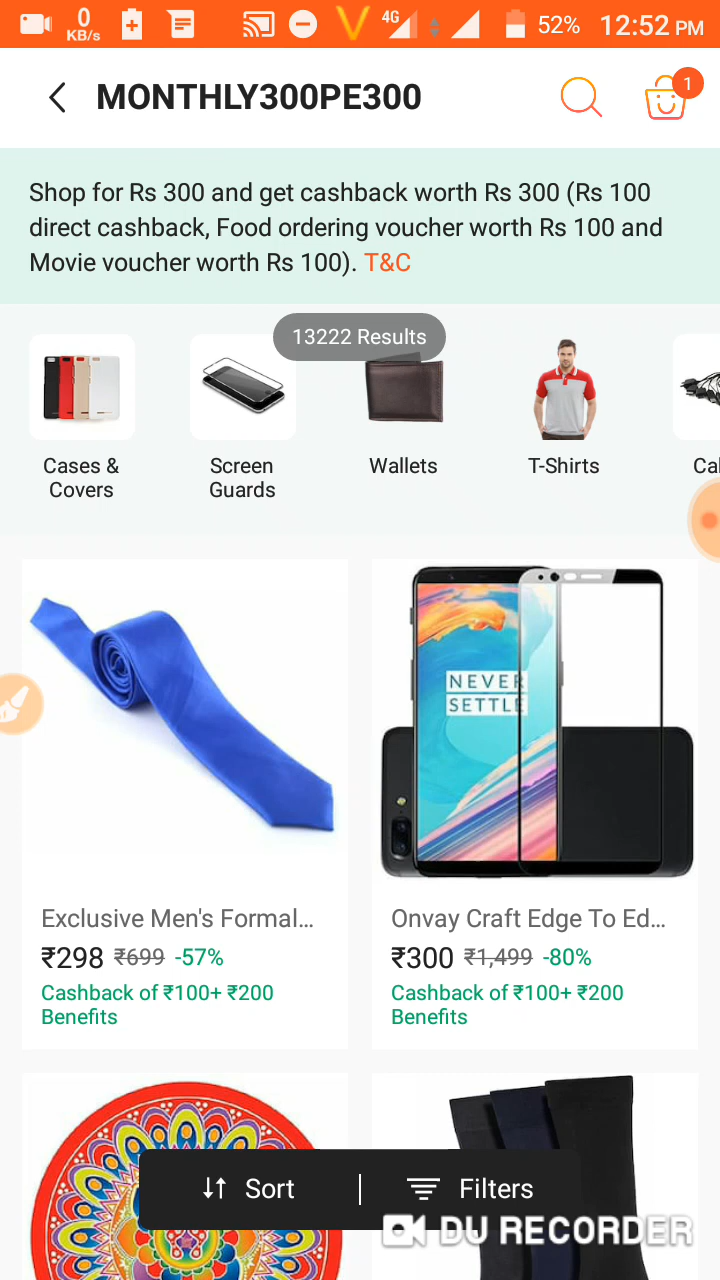 0
KB/s
4G
52%
12:52 PM
MONTHLY300PE300
1
Shop for Rs 300 and get cashback worth Rs 300 (Rs 100
direct cashback, Food ordering voucher worth Rs 100 and
Movie voucher worth Rs 100). T&C
13222 Results
Cases &
Covers
Screen
Guards
Wallets
T-Shirts
Ca
NEVER
SETTLE
Exclusive Men's Formal...
₹298 ₹699 -57%
Cashback of ₹100+ ₹200
Benefits
Onvay Craft Edge To Ed...
₹300 ₹1,499 -80%
Cashback of ₹100+ ₹200
Benefits
Sort
Filters
DU RECORDER